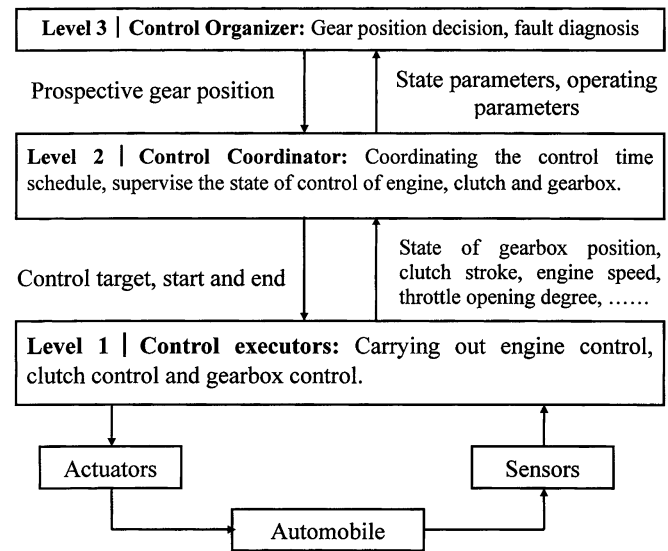 Level 3 | Control Organizer: Gear position decision, fault diagnosis
Prospective gear position
State parameters, operating
parameters
Level 2 | Control Coordinator: Coordinating the control time
schedule, supervise the state of control of engine, clutch and gearbox.
Control target, start and end
State of gearbox position,
clutch stroke, engine speed,
throttle opening degree, ……
Level 1 | Control executors: Carrying out engine control,
clutch control and gearbox control.
Actuators
Sensors
Automobile